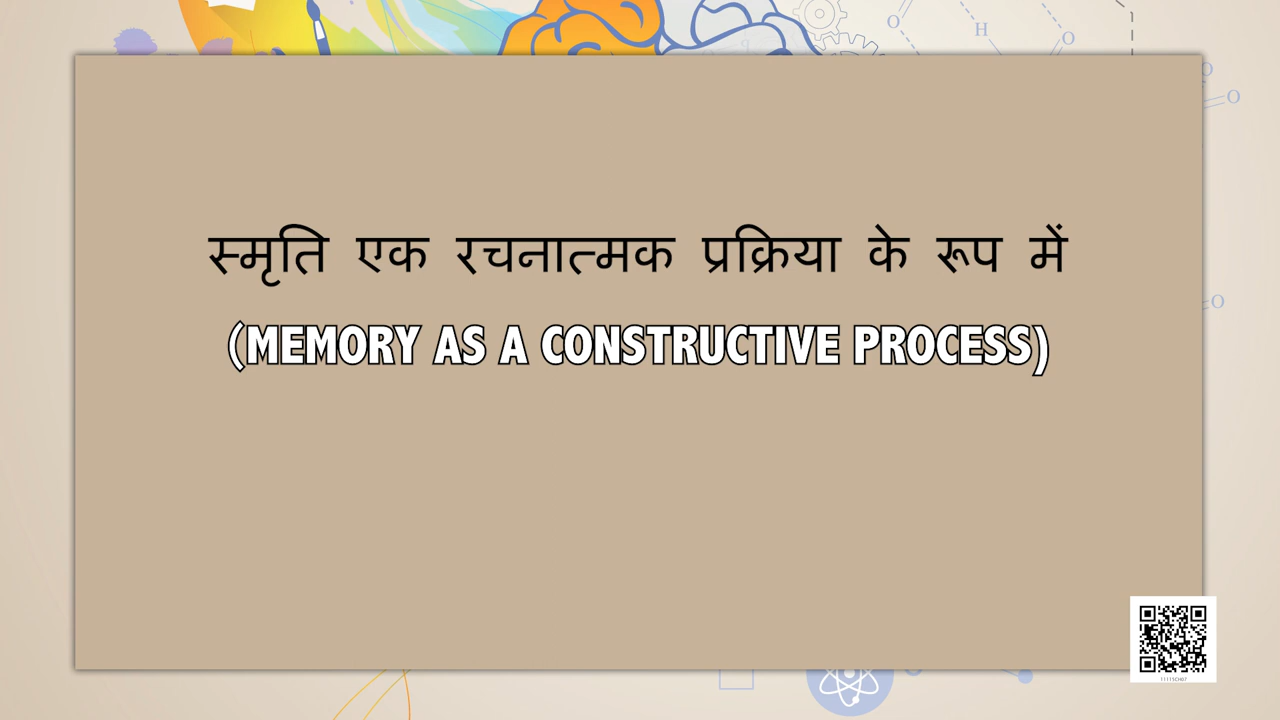 स्मृति एक रचनात्मक प्रक्रिया के रूप में
(MEMORY AS A CONSTRUCTIVE PROCESS)
O
H
O
O
O
O